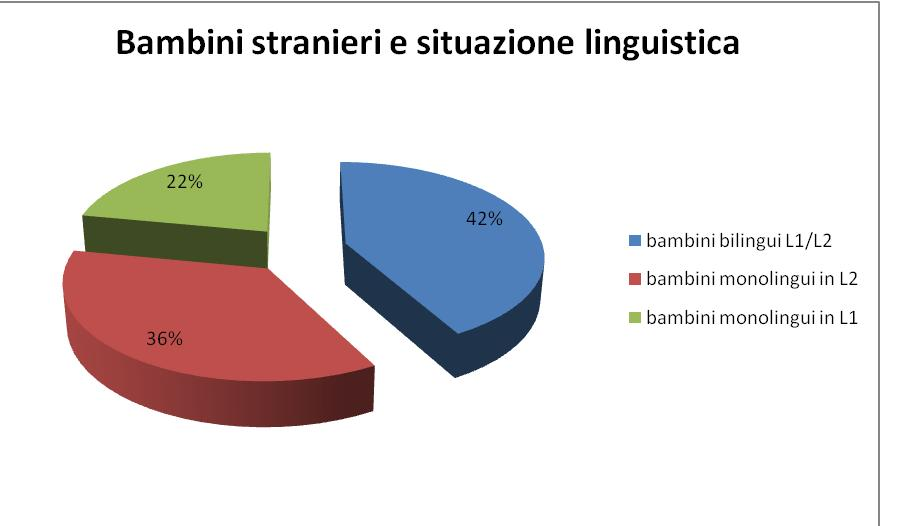 Bambini stranieri e situazione linguistica
22%
42%
36%
bambini bilingui L1/L2
bambini monolingui in L2
bambini monolingui in L1